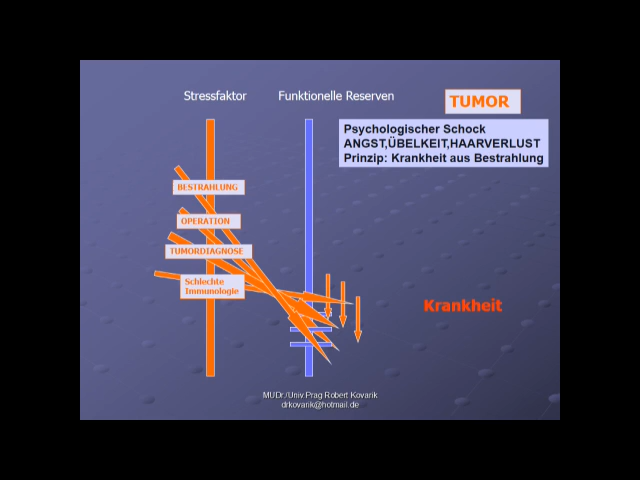 Stressfaktor
Funktionelle Reserven
TUMOR
Psychologischer Schock
ANGST,ÜBELKEIT,HAARVERLUST
Prinzip: Krankheit aus Bestrahlung
BESTRAHLUNG
OPERATION
TUMORDIAGNOSE
Schlechte
Immunologie
Krankheit
MUDr./Univ.Prag Robert Kovarik
drkovarik@hotmail.de